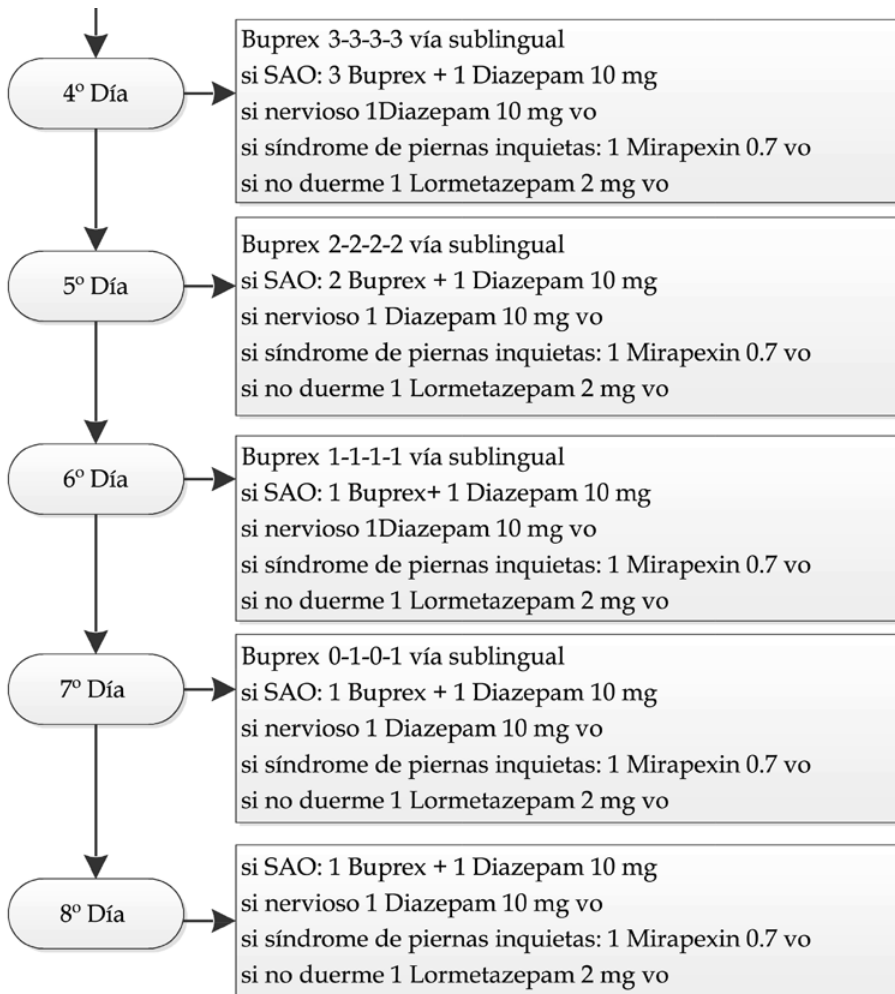 4º Día
Buprex 3-3-3-3 vía sublingual
si SAO: 3 Buprex + 1 Diazepam 10 mg
si nervioso 1Diazepam 10 mg vo
si síndrome de piernas inquietas: 1 Mirapexin 0.7 vo
si no duerme 1 Lormetazepam 2 mg vo
5º Día
Buprex 2-2-2-2 vía sublingual
si SAO: 2 Buprex + 1 Diazepam 10 mg
si nervioso 1 Diazepam 10 mg vo
si síndrome de piernas inquietas: 1 Mirapexin 0.7 vo
si no duerme 1 Lormetazepam 2 mg vo
6º Día
Buprex 1-1-1-1 vía sublingual
si SAO: 1 Buprex+ 1 Diazepam 10 mg
si nervioso 1Diazepam 10 mg vo
si síndrome de piernas inquietas: 1 Mirapexin 0.7 vo
si no duerme 1 Lormetazepam 2 mg vo
7º Día
Buprex 0-1-0-1 vía sublingual
si SAO: 1 Buprex + 1 Diazepam 10 mg
si nervioso 1 Diazepam 10 mg vo
si síndrome de piernas inquietas: 1 Mirapexin 0.7 vo
si no duerme 1 Lormetazepam 2 mg vo
8º Día
si SAO: 1 Buprex + 1 Diazepam 10 mg
si nervioso 1 Diazepam 10 mg vo
si síndrome de piernas inquietas: 1 Mirapexin 0.7 vo
si no duerme 1 Lormetazepam 2 mg vo